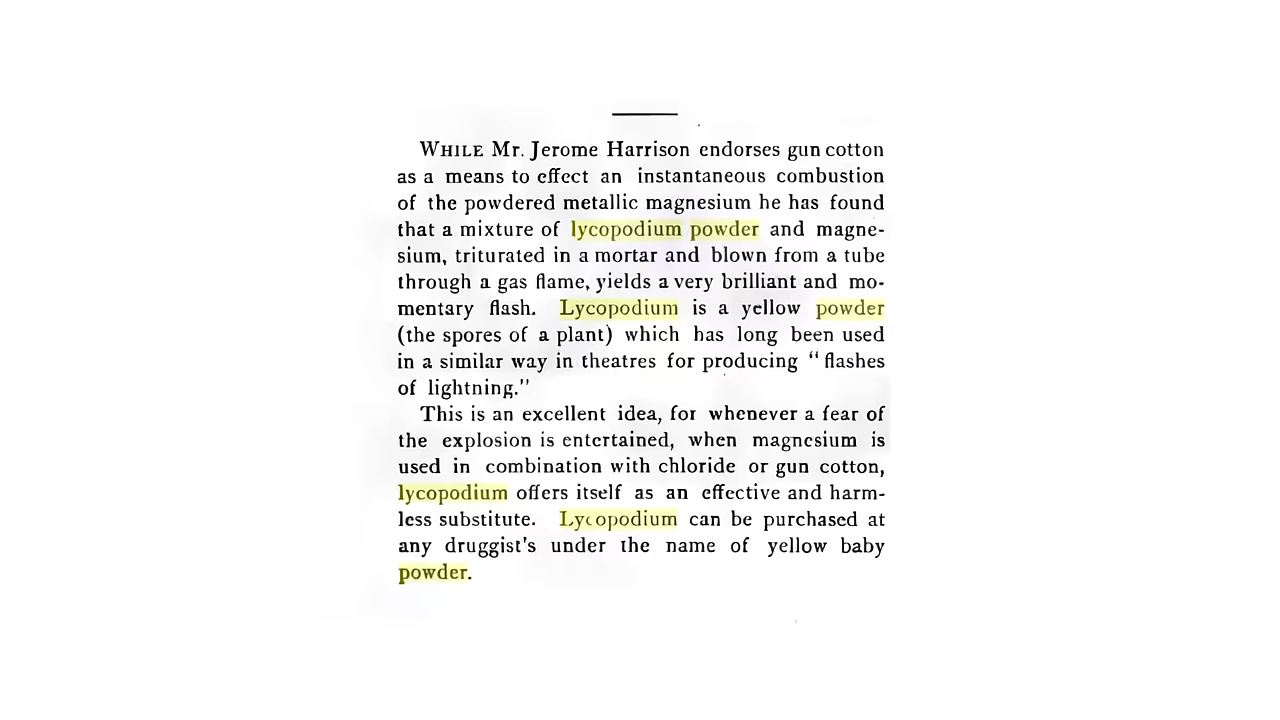 WHILE Mr. Jerome Harrison endorses gun cotton
as a means to effect an instantaneous combustion
of the powdered metallic magnesium he has found
that a mixture of lycopodium powder and magne-
sium, triturated in a mortar and blown from a tube
through a gas flame, yields a very brilliant and mo-
mentary flash. Lycopodium is a yellow powder
(the spores of a plant) which has long been used
in a similar way in theatres for producing “flashes
of lightning.”
This is an excellent idea, for whenever a fear of
the explosion is entertained, when magnesium is
used in combination with chloride or gun cotton,
lycopodium offers itself as an effective and harm-
less substitute. Lycopodium can be purchased at
any druggist's under the name of yellow baby
powder.